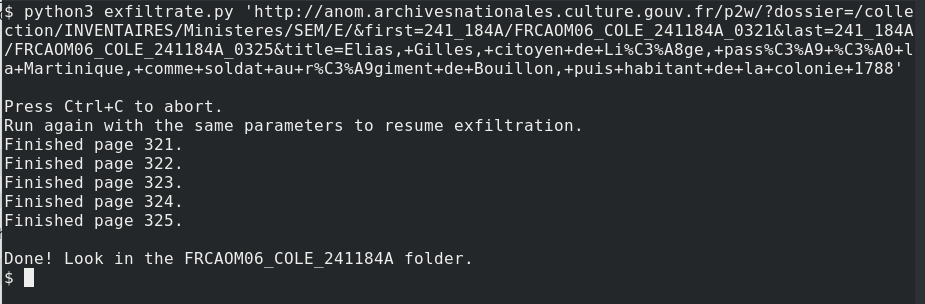 $ python3 exfiltrate.py 'http://anom.archivesnationales.culture.gouv.fr/p2w/?dossier=/colle
ction/INVENTAIRES/Ministeres/SEM/E/&first=241_184A/FRCAOM06_COLE_241184A_0321&last=241_184A
/FRCAOM06_COLE_241184A_0325&title=Elias,+Gilles,+citoyen+de+Li%C3%A8ge,+pass%C3%A9+%C3%A0+l
a+Martinique,+comme+soldat+au+r%C3%A9giment+de+Bouillon,+puis+habitant+de+la+colonie+1788'
Press Ctrl+C to abort.
Run again with the same parameters to resume exfiltration.
Finished page 321.
Finished page 322.
Finished page 323.
Finished page 324.
Finished page 325.
Done! Look in the FRCAOM06_COLE_241184A folder.
$